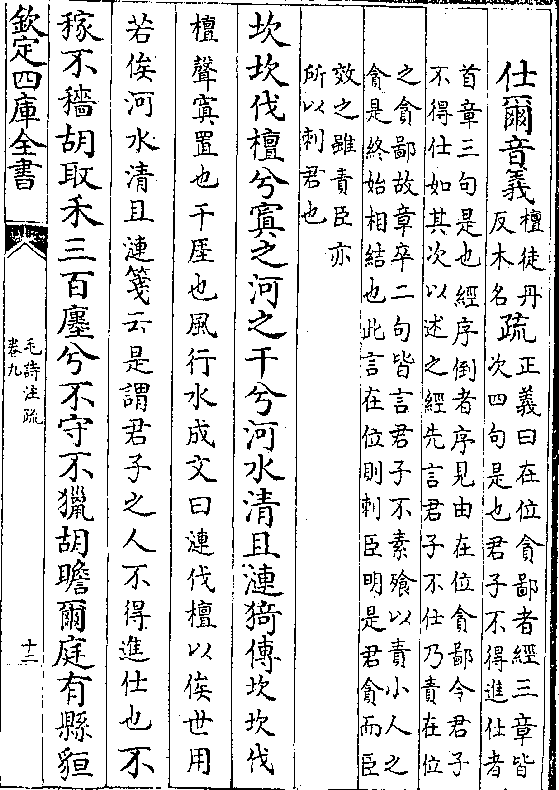 仕爾音義檀徒丹反木名疏正義曰在位貪鄙者經三章皆次四句是也君子不得進仕者
首章三句是也經序倒者序見由在位貪鄙令君子
不得仕如其次以述之經先言君子不仕乃責在位
之貪鄙故章卒二句皆言君子不素飱以責小人之
貪是終始相結也此言在位則刺臣明是君貪而臣
效之雖責臣亦
所以刺君也
坎坎伐檀兮寘之河之干兮河水清且漣猗傳坎坎伐
檀聲寘置也干厓也風行水成文曰漣伐檀以俟世用
若俟河水清且漣箋云是謂君子之人不得進仕也不
稼不穡胡取禾三百廛兮不守不獵胡瞻爾庭有縣貆
欽定四庫全書
毛詩注疏
卷九
十二